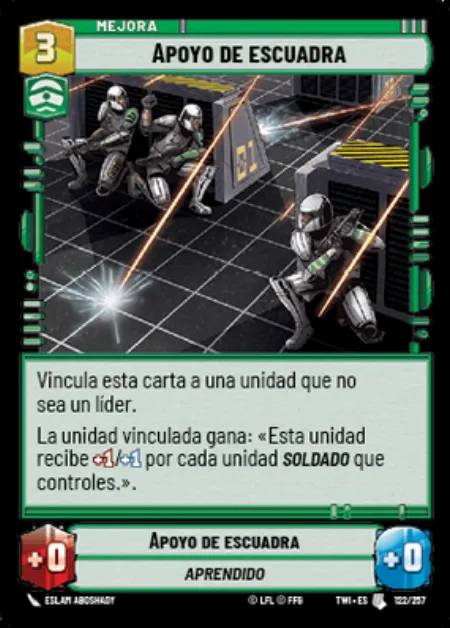 MEJORA
3
APOYO DE ESCUADRA
01
Vincula esta carta a una unidad que no
sea un líder.
La unidad vinculada gana: «Esta unidad
recibe +1/+1 por cada unidad SOLDADO que
controles.».
+0
APOYO DE ESCUADRA
APRENDIDO
+0
ESLAM ABOSHADY
© LFL © FFG
TWI • ES
122/257